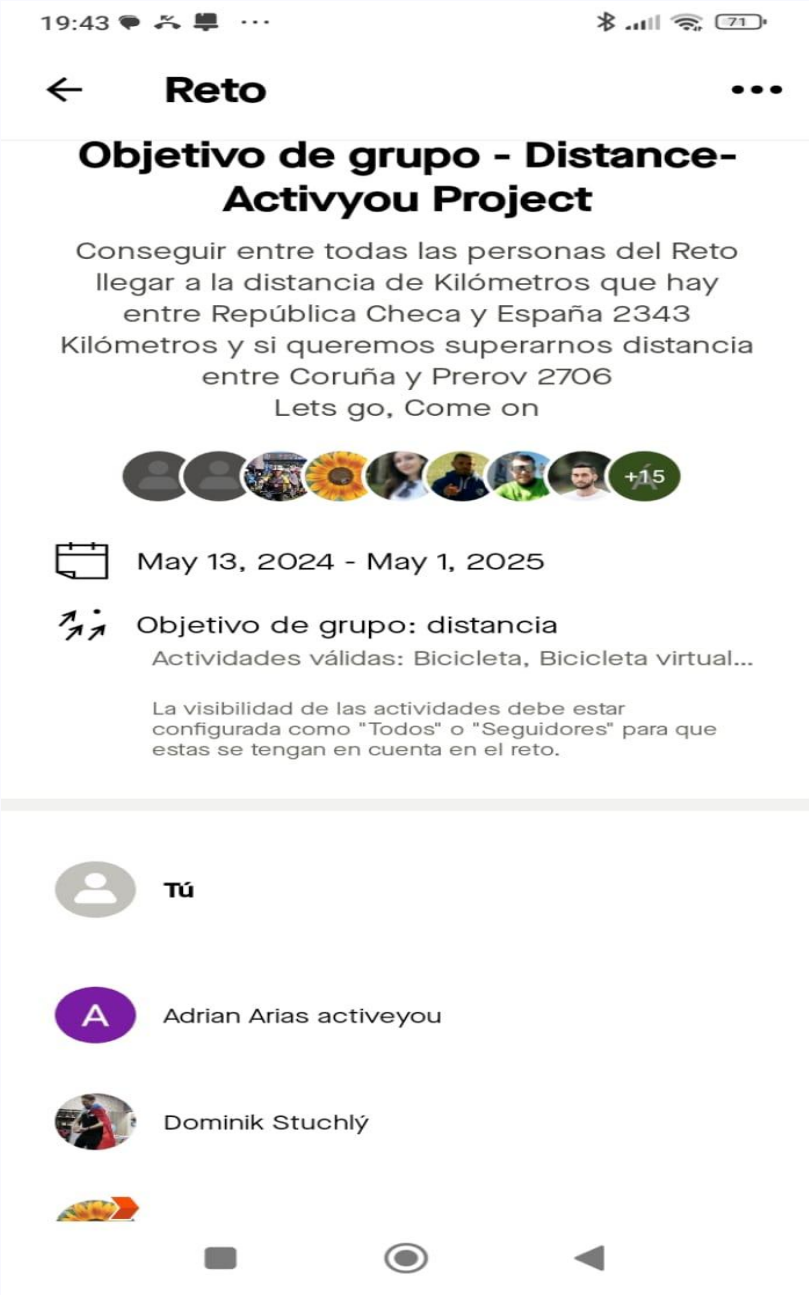 19:43
71
Reto
Objetivo de grupo - Distance-
Activyou Project
Conseguir entre todas las personas del Reto
llegar a la distancia de Kilómetros que hay
entre República Checa y España 2343
Kilómetros y si queremos superarnos distancia
entre Coruña y Prerov 2706
Lets go, Come on
+15
May 13, 2024 - May 1, 2025
Objetivo de grupo: distancia
Actividades válidas: Bicicleta, Bicicleta virtual...
La visibilidad de las actividades debe estar
configurada como "Todos" o "Seguidores" para que
estas se tengan en cuenta en el reto.
Tú
A
Adrian Arias activeyou
Dominik Stuchlý